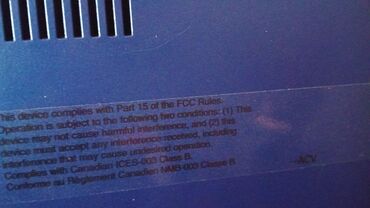 This device complies with Part 15 of the FCC Rules.
Operation is subject to the following two conditions: (1) This
device may not cause harmful interference, and (2) this
device must accept any interference received, including
interference that may cause undesired operation.
Complies with Canadian ICES-003 Class B.
Conforme au Règlement Canadien NMB-003 Classe B. -ACV